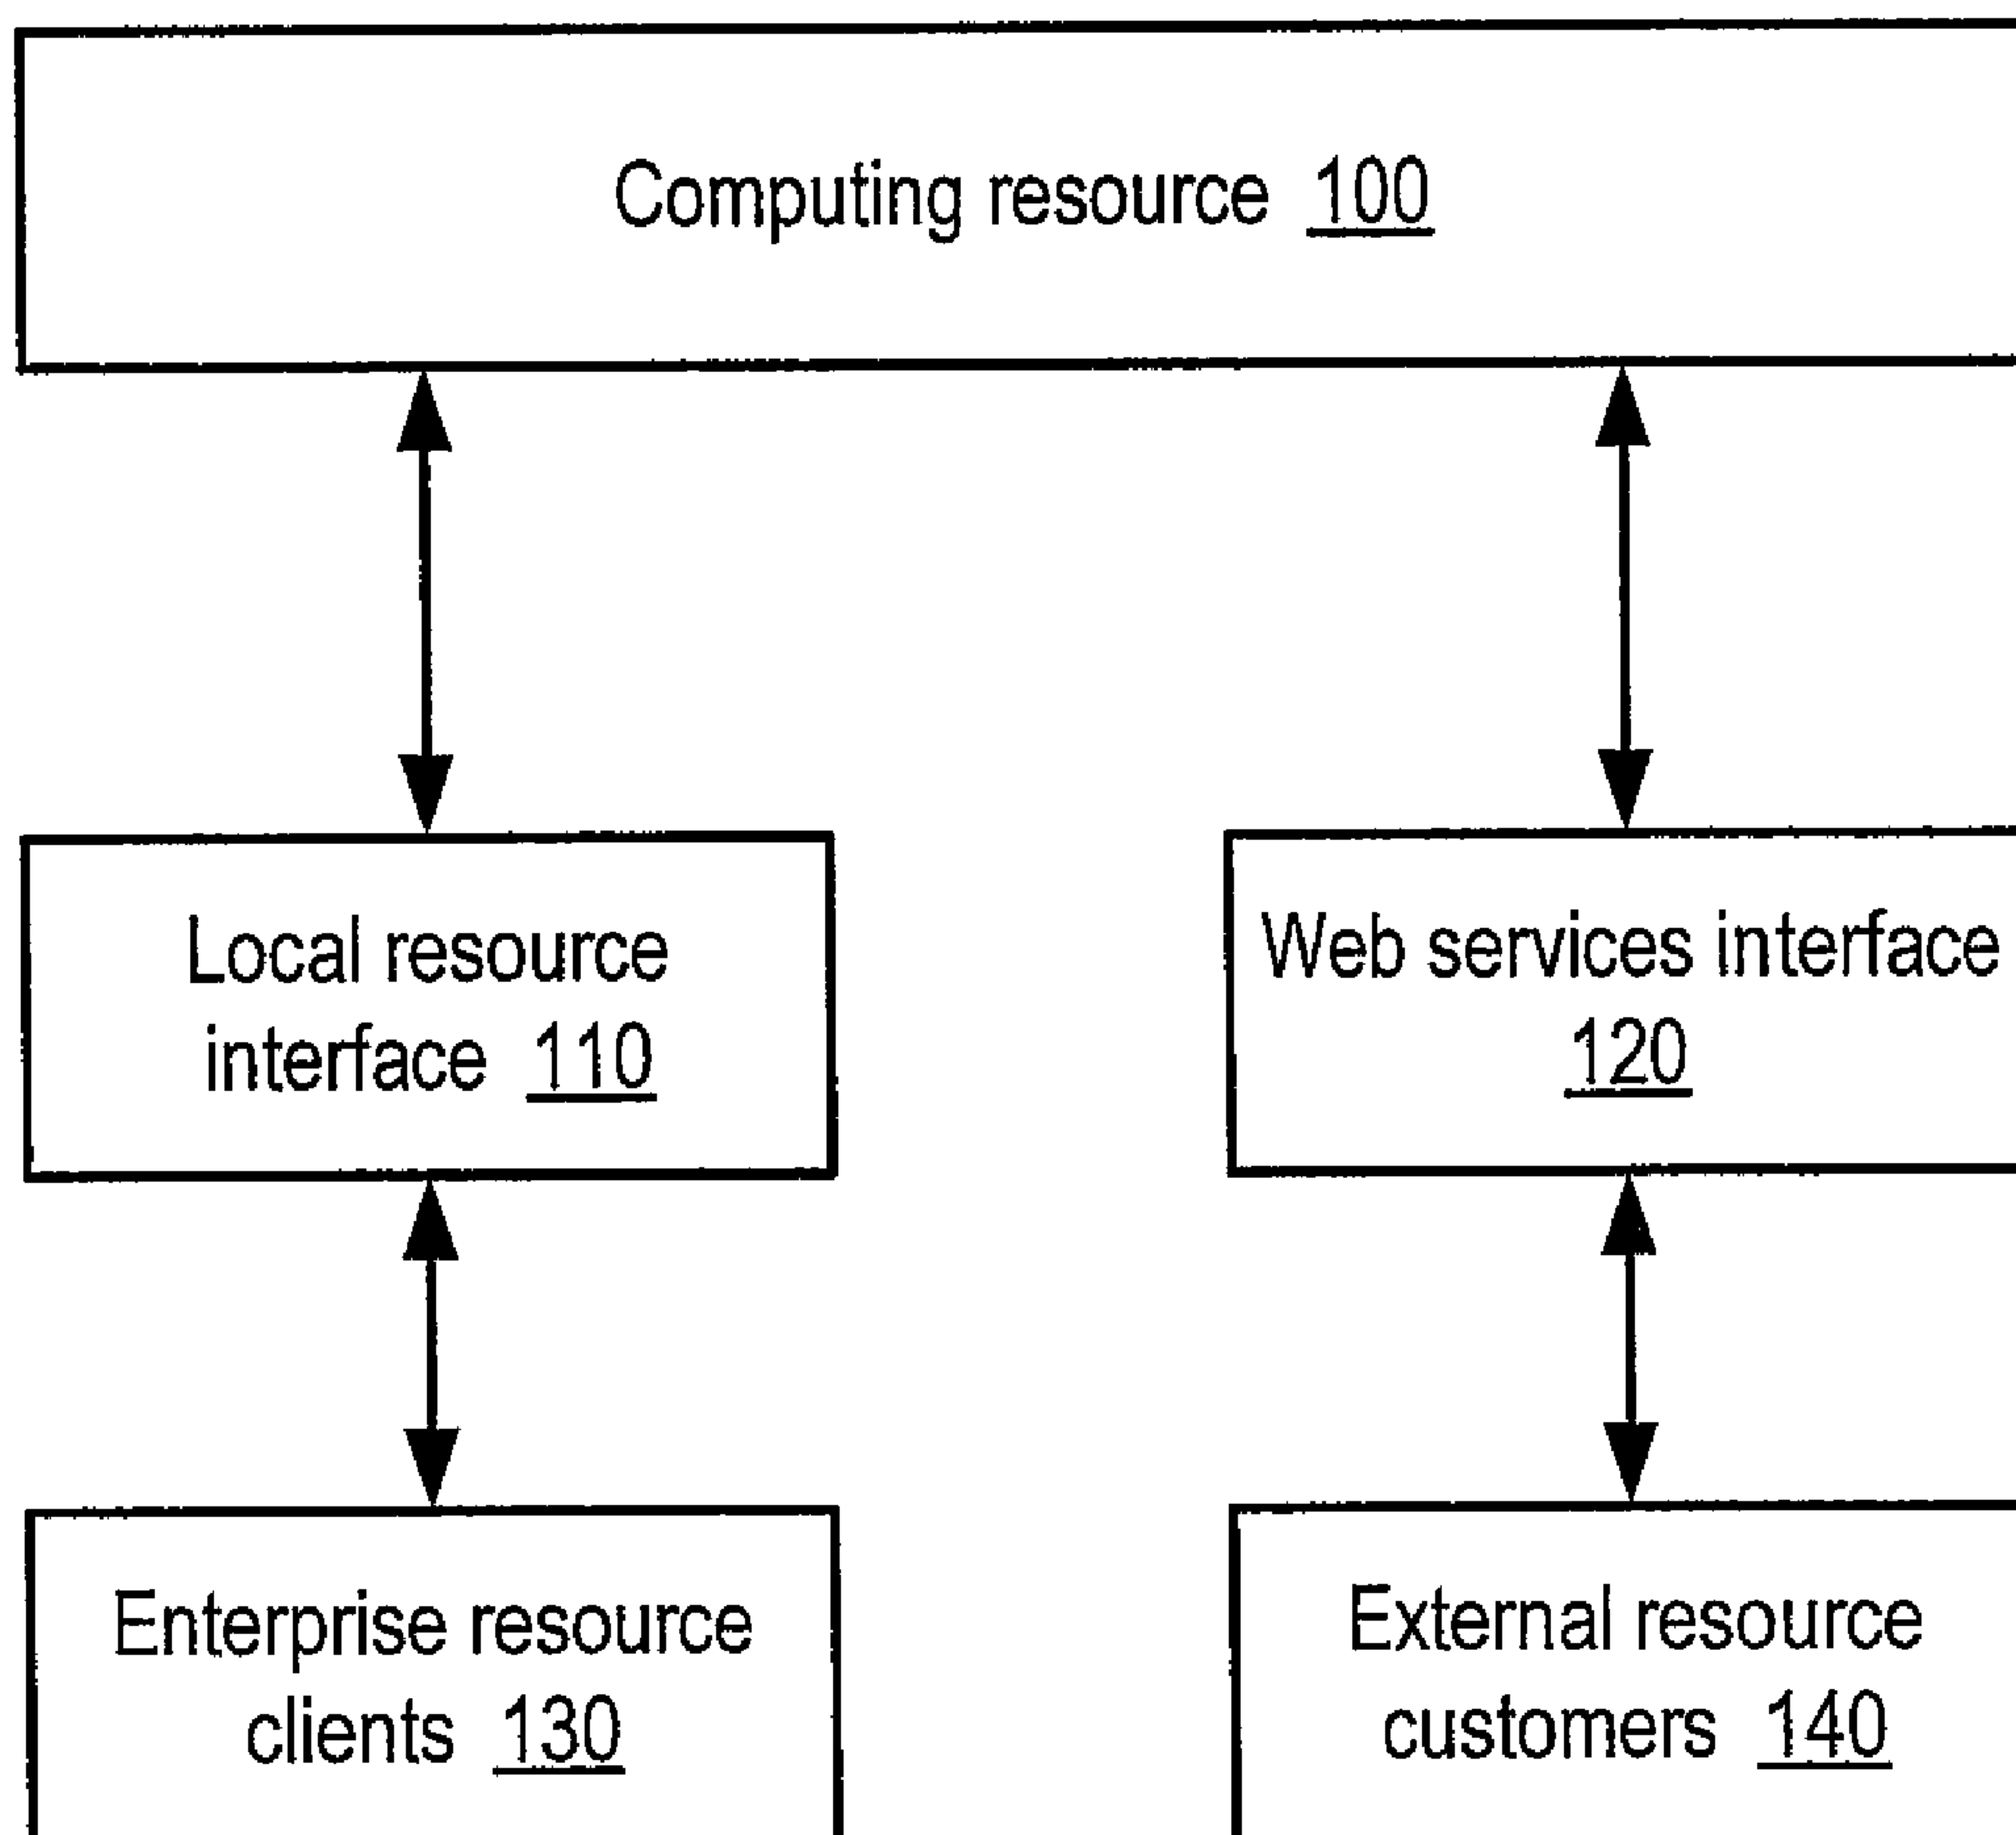 Computing resource 100
Local resource
interface 110
Web services interface
120
Enterprise resource
clients 130
External resource
customers 140